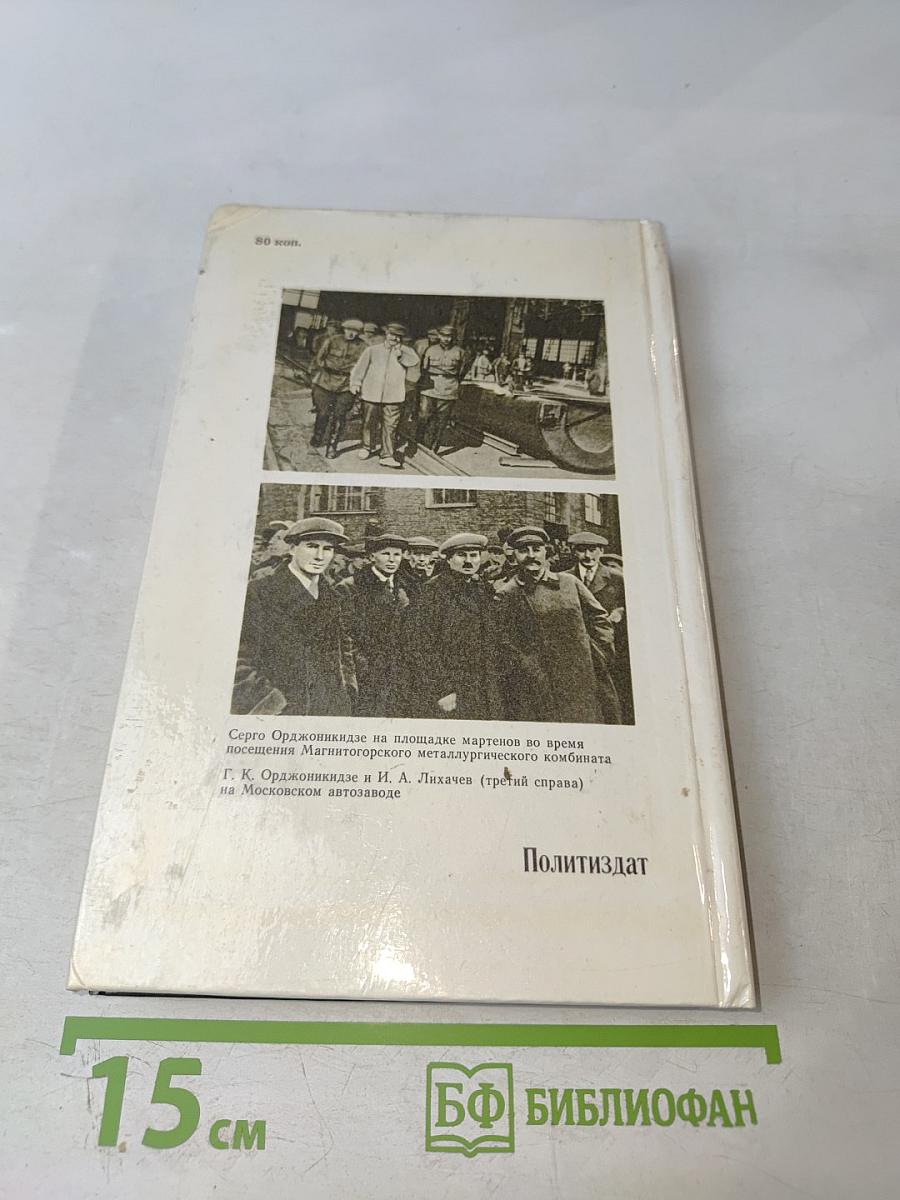 80 коп.
Серго Орджоникидзе на площадке мартенов во время
посещения Магнитогорского металлургического комбината
Г. К. Орджоникидзе и И. А. Лихачев (третий справа)
на Московском автозаводе
Политиздат
15 см
БФ БИБЛИОФАН